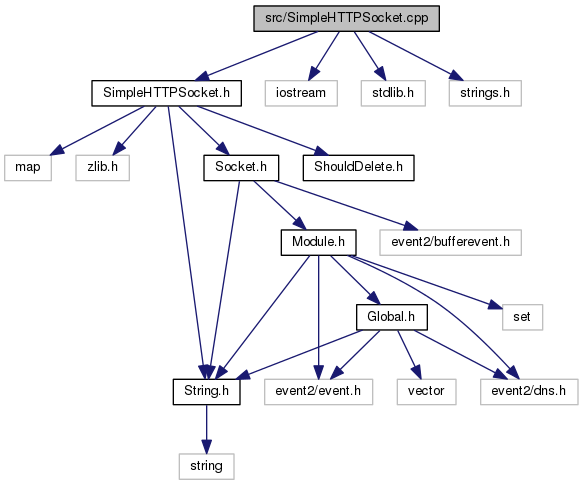 src/SimpleHTTPSocket.cpp
SimpleHTTPSocket.h
iostream
stdlib.h
strings.h
map
zlib.h
Socket.h
ShouldDelete.h
Module.h
event2/bufferevent.h
Global.h
set
String.h
event2/event.h
vector
event2/dns.h
string